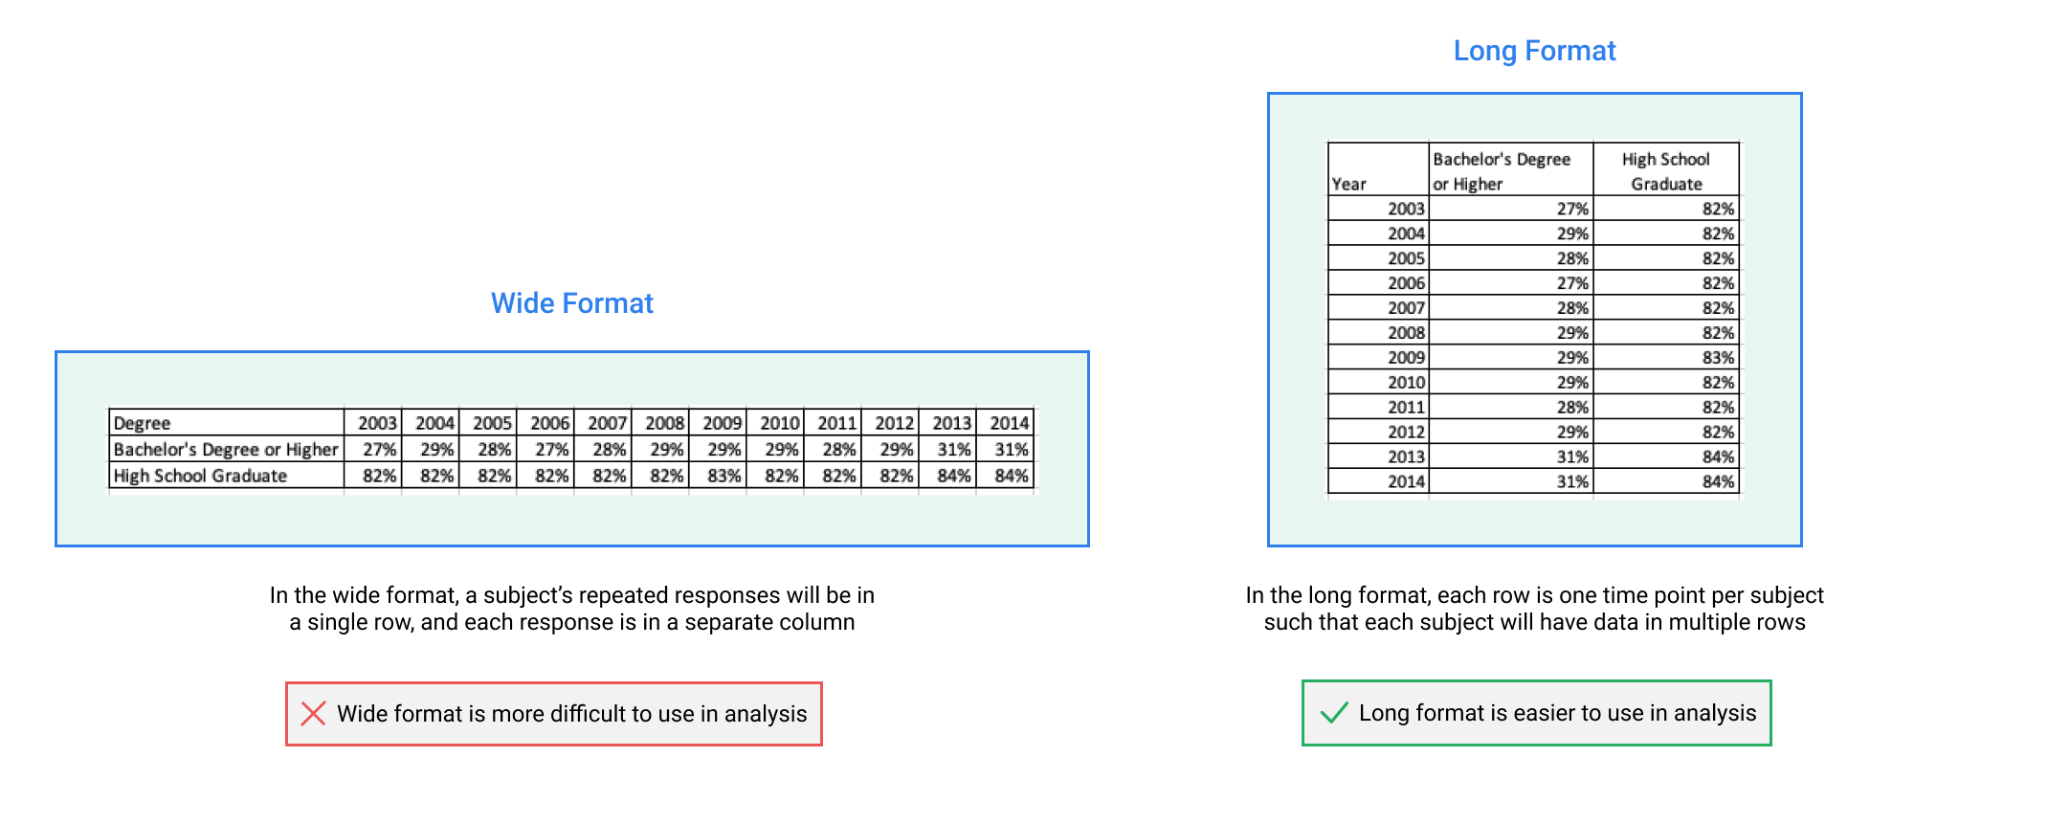 Wide Format
Degree 2003 2004 2005 2006 2007 2008 2009 2010 2011 2012 2013 2014
Bachelor's Degree or Higher 27% 29% 28% 27% 28% 29% 29% 29% 28% 29% 31% 31%
High School Graduate 82% 82% 82% 82% 82% 82% 83% 82% 82% 82% 84% 84%
In the wide format, a subject’s repeated responses will be in
a single row, and each response is in a separate column
Wide format is more difficult to use in analysis
Long Format
Bachelor's Degree High School
Year or Higher Graduate
2003 27% 82%
2004 29% 82%
2005 28% 82%
2006 27% 82%
2007 28% 82%
2008 29% 82%
2009 29% 83%
2010 29% 82%
2011 28% 82%
2012 29% 82%
2013 31% 84%
2014 31% 84%
In the long format, each row is one time point per subject
such that each subject will have data in multiple rows
Long format is easier to use in analysis